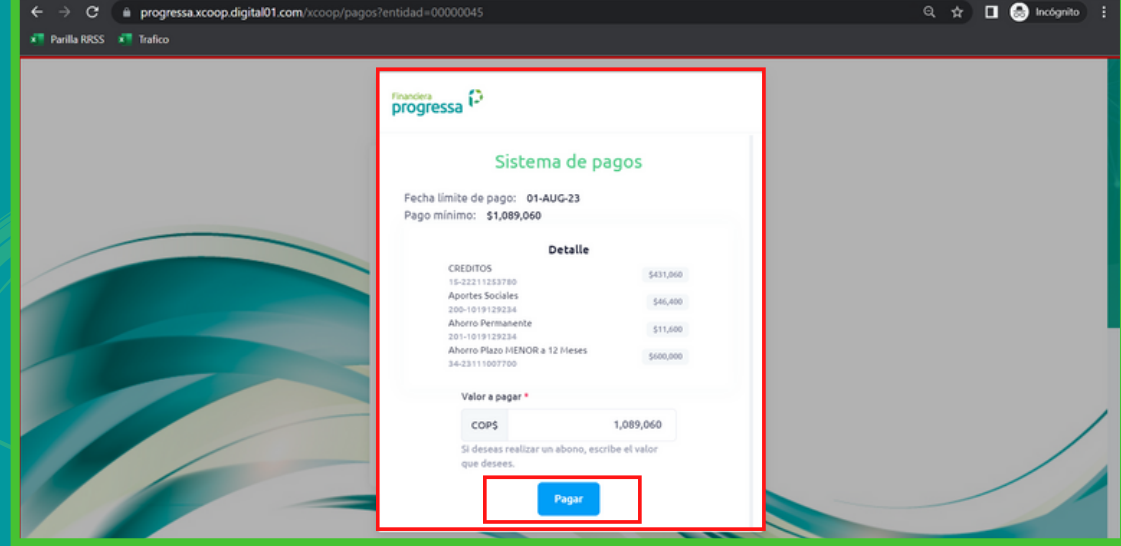 progressa.xcoop.digital01.com/xcoop/pagos?entidad=00000045
Incógnito
Parilla RRSS
Trafico
Financiera
progressa
Sistema de pagos
Fecha límite de pago: 01-AUG-23
Pago mínimo: $1,089,060
Detalle
CREDITOS
15-22211253780
$431,060
Aportes Sociales
200-1019129234
$46,400
Ahorro Permanente
201-1019129234
$11,600
Ahorro Plazo MENOR a 12 Meses
34-23111007700
$600,000
Valor a pagar *
COP$ 1,089,060
Si deseas realizar un abono, escribe el valor
que desees.
Pagar